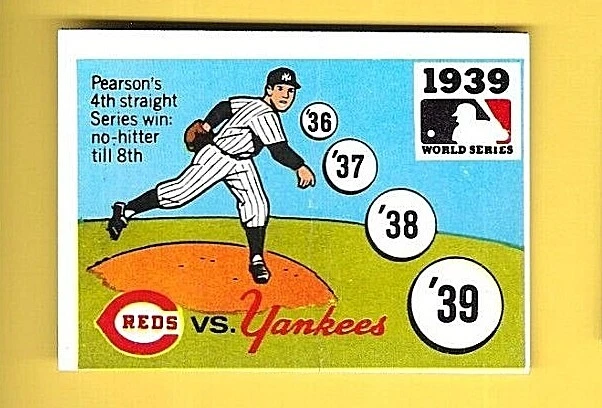 Pearson's
4th straight
Series win:
no-hitter
till 8th
NY
'36
'37
'38
'39
1939
WORLD SERIES
REDS VS. Yankees